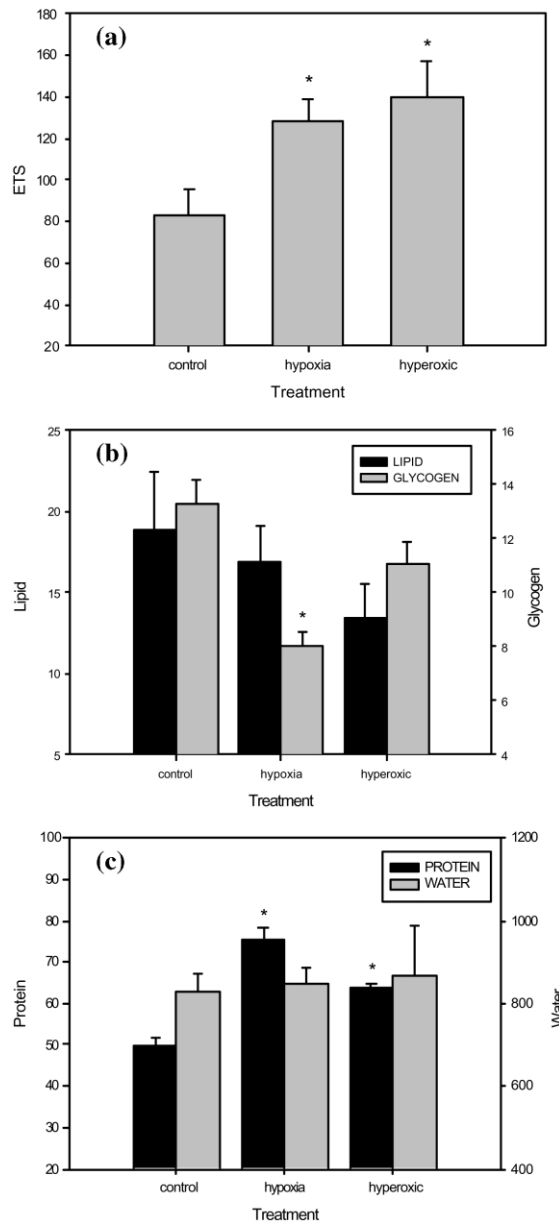 (a)
180
160
140
120
100
80
60
40
20
ETS
*
*
control hypoxia hyperoxic
Treatment
(b)
25
20
15
10
5
Lipid
LIPID
GLYCOGEN
*
16
14
12
10
8
6
4
Glycogen
control hypoxia hyperoxic
Treatment
(c)
100
90
80
70
60
50
40
30
20
Protein
PROTEIN
WATER
*
*
1200
1000
800
600
400
Water
control hypoxia hyperoxic
Treatment